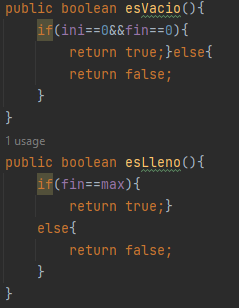 public boolean esVacio(){
    if(ini==0&&fin==0){
        return true;}else{
        return false;
    }
}
1 usage
public boolean esLleno(){
    if(fin==max){
        return true;}
    else{
        return false;
    }
}